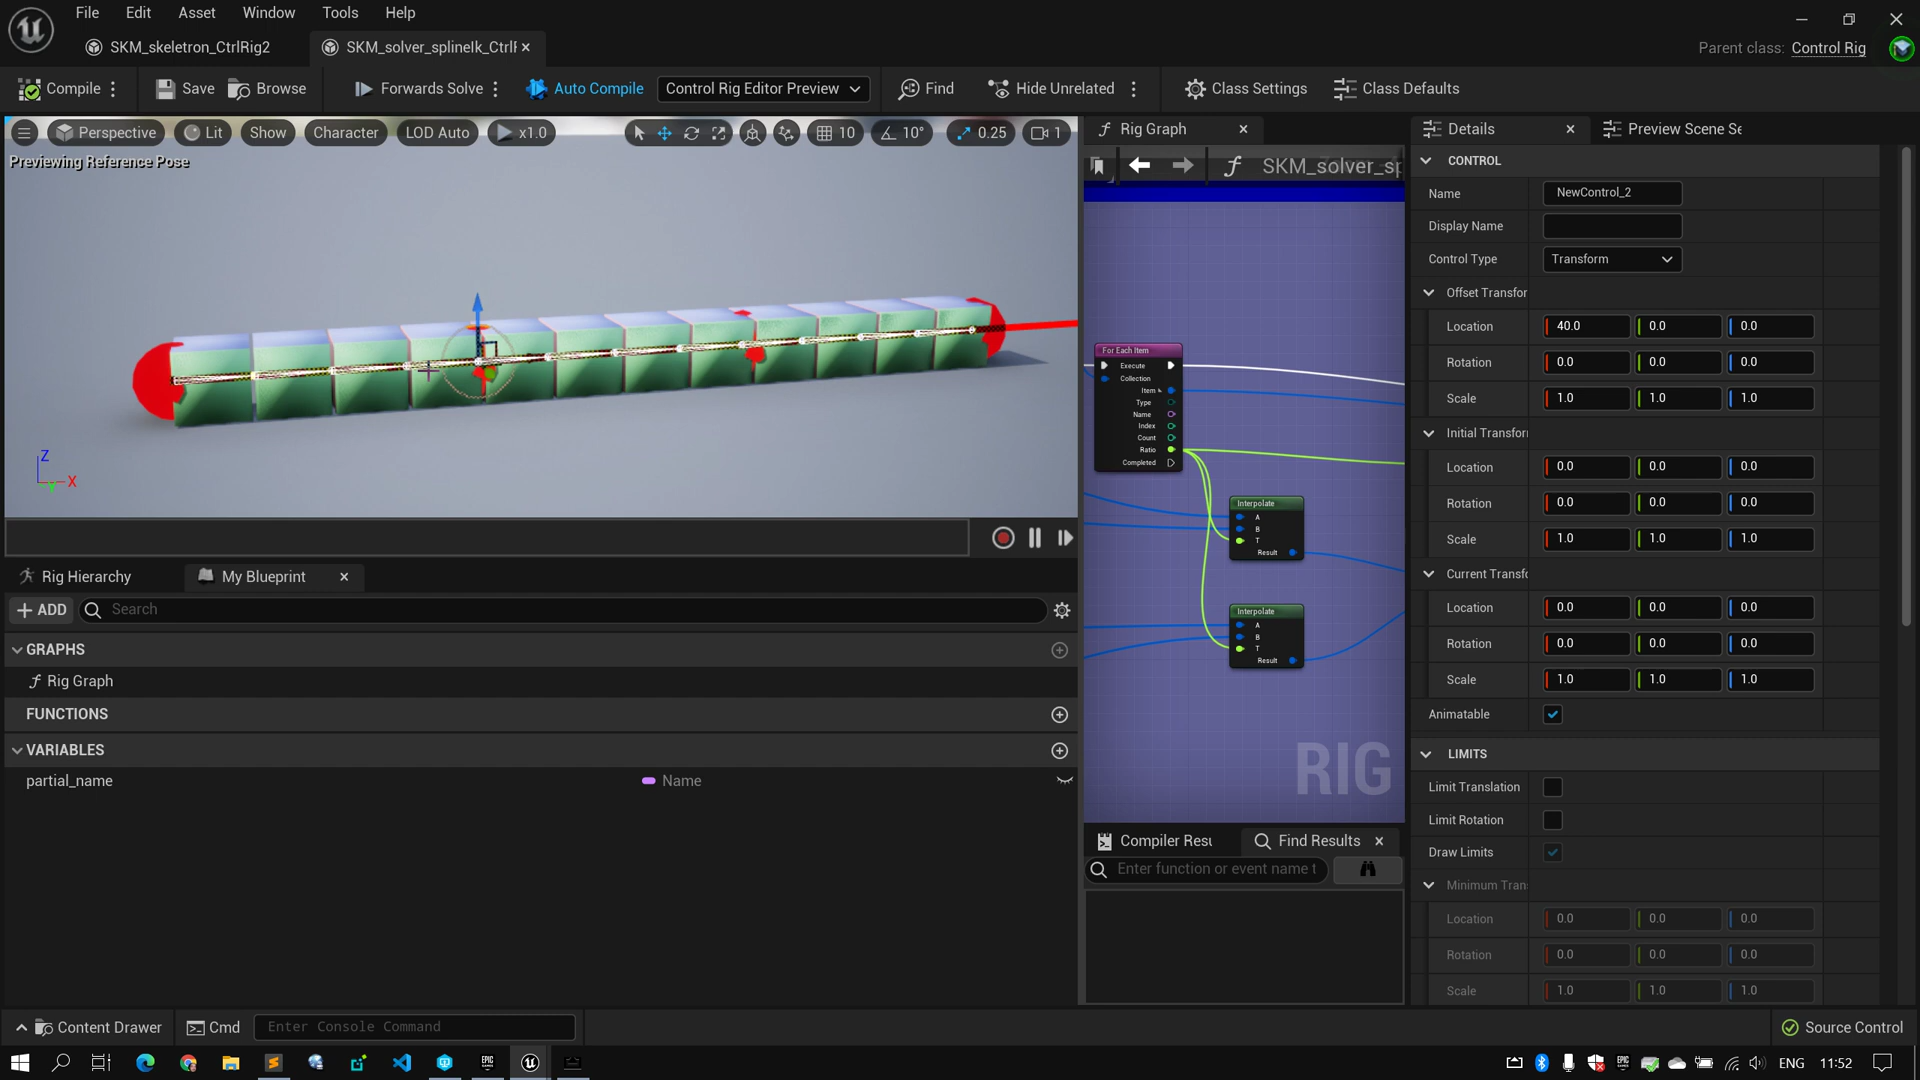 File Edit Asset Window Tools Help
SKM_skeletron_CtrlRig2
SKM_solver_splineIk_CtrlF
Parent class: Control Rig
Compile
Save
Browse
Forwards Solve
Auto Compile
Control Rig Editor Preview
Find
Hide Unrelated
Class Settings
Class Defaults
Perspective
Lit
Show
Character
LOD Auto
x1.0
10
10°
0.25
1
Previewing Reference Pose
Z
Y
X
Rig Graph
SKM_solver_sp
For Each Item
Execute
Collection
Item
Type
Name
Index
Count
Ratio
Completed
Interpolate
A
B
T
Result
Interpolate
A
B
T
Result
RIG
Rig Hierarchy
My Blueprint
ADD
Search
GRAPHS
Rig Graph
FUNCTIONS
VARIABLES
partial_name
Name
Compiler Resu
Find Results
Enter function or event name t
Details
Preview Scene Se
CONTROL
Name NewControl_2
Display Name
Control Type Transform
Offset Transfor
Location 40.0 0.0 0.0
Rotation 0.0 0.0 0.0
Scale 1.0 1.0 1.0
Initial Transfor
Location 0.0 0.0 0.0
Rotation 0.0 0.0 0.0
Scale 1.0 1.0 1.0
Current Transfo
Location 0.0 0.0 0.0
Rotation 0.0 0.0 0.0
Scale 1.0 1.0 1.0
Animatable
LIMITS
Limit Translation
Limit Rotation
Draw Limits
Minimum Trans
Location 0.0 0.0 0.0
Rotation 0.0 0.0 0.0
Scale 1.0 1.0 1.0
Content Drawer
Cmd
Enter Console Command
Source Control
EPIC GAMES
ENG
11:52